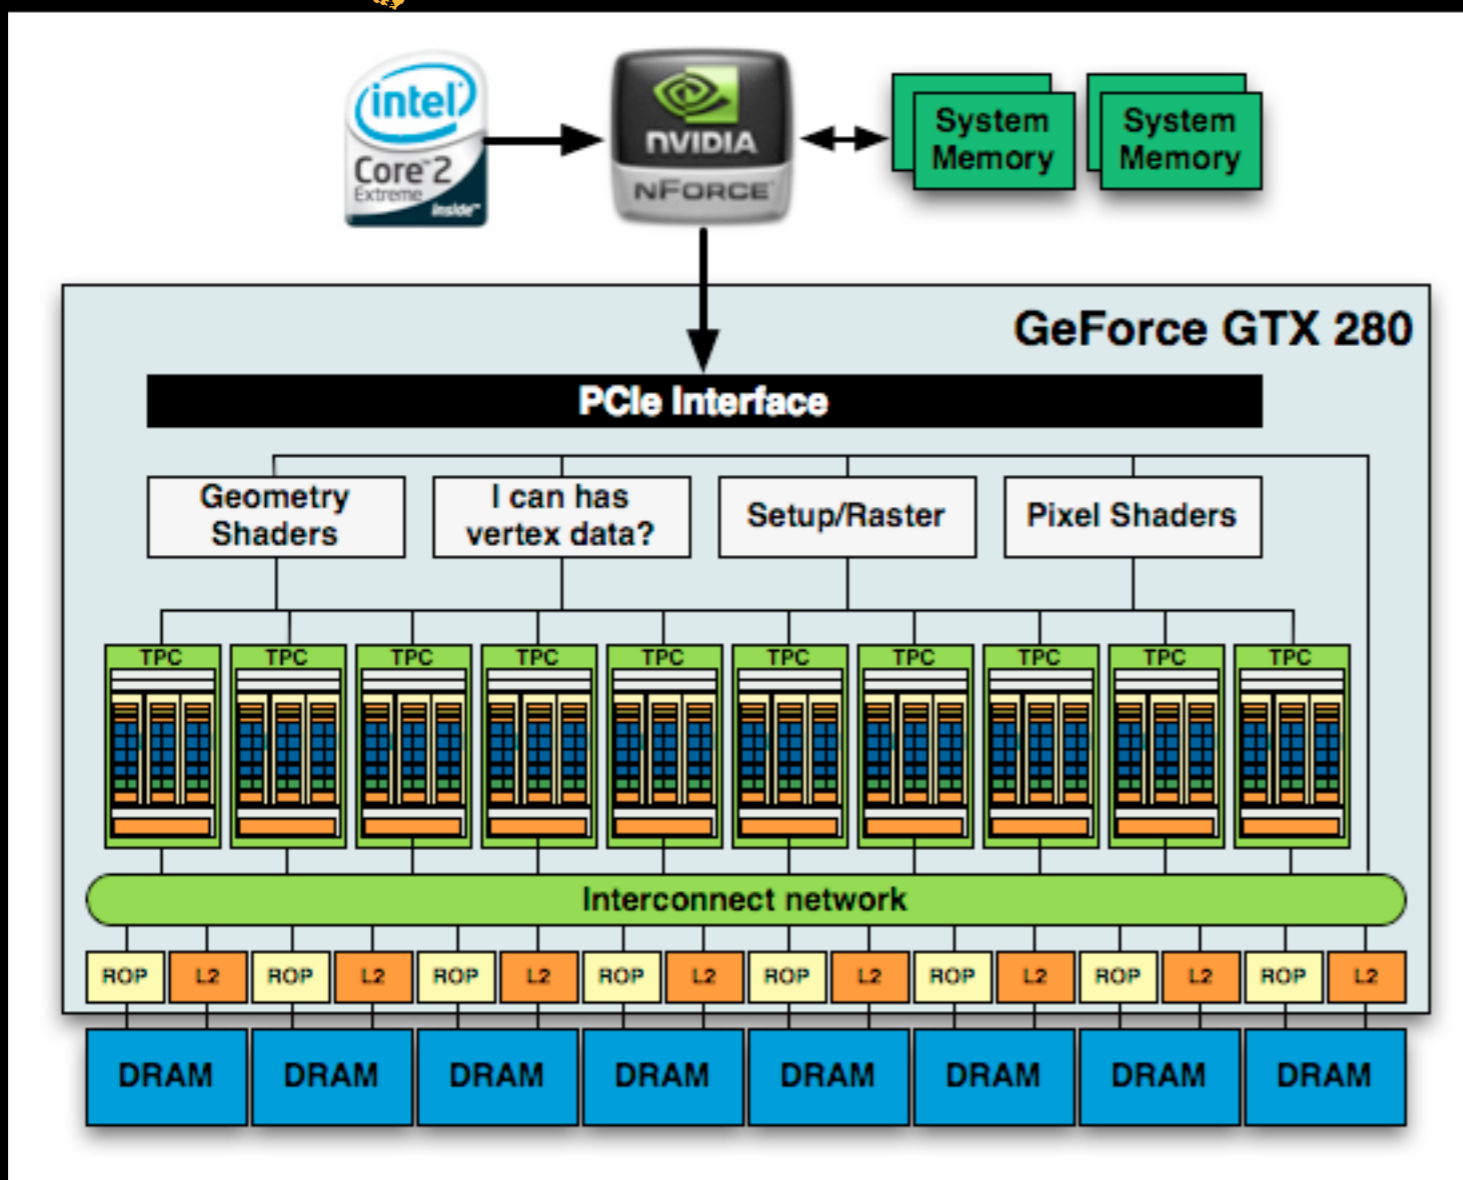 intel
Core™2
Extreme
inside™
NVIDIA
NFORCE
System
Memory
System
Memory
GeForce GTX 280
PCIe Interface
Geometry
Shaders
I can has
vertex data?
Setup/Raster
Pixel Shaders
TPC TPC TPC TPC TPC TPC TPC TPC TPC TPC
Interconnect network
ROP L2 ROP L2 ROP L2 ROP L2 ROP L2 ROP L2 ROP L2 ROP L2
DRAM DRAM DRAM DRAM DRAM DRAM DRAM DRAM